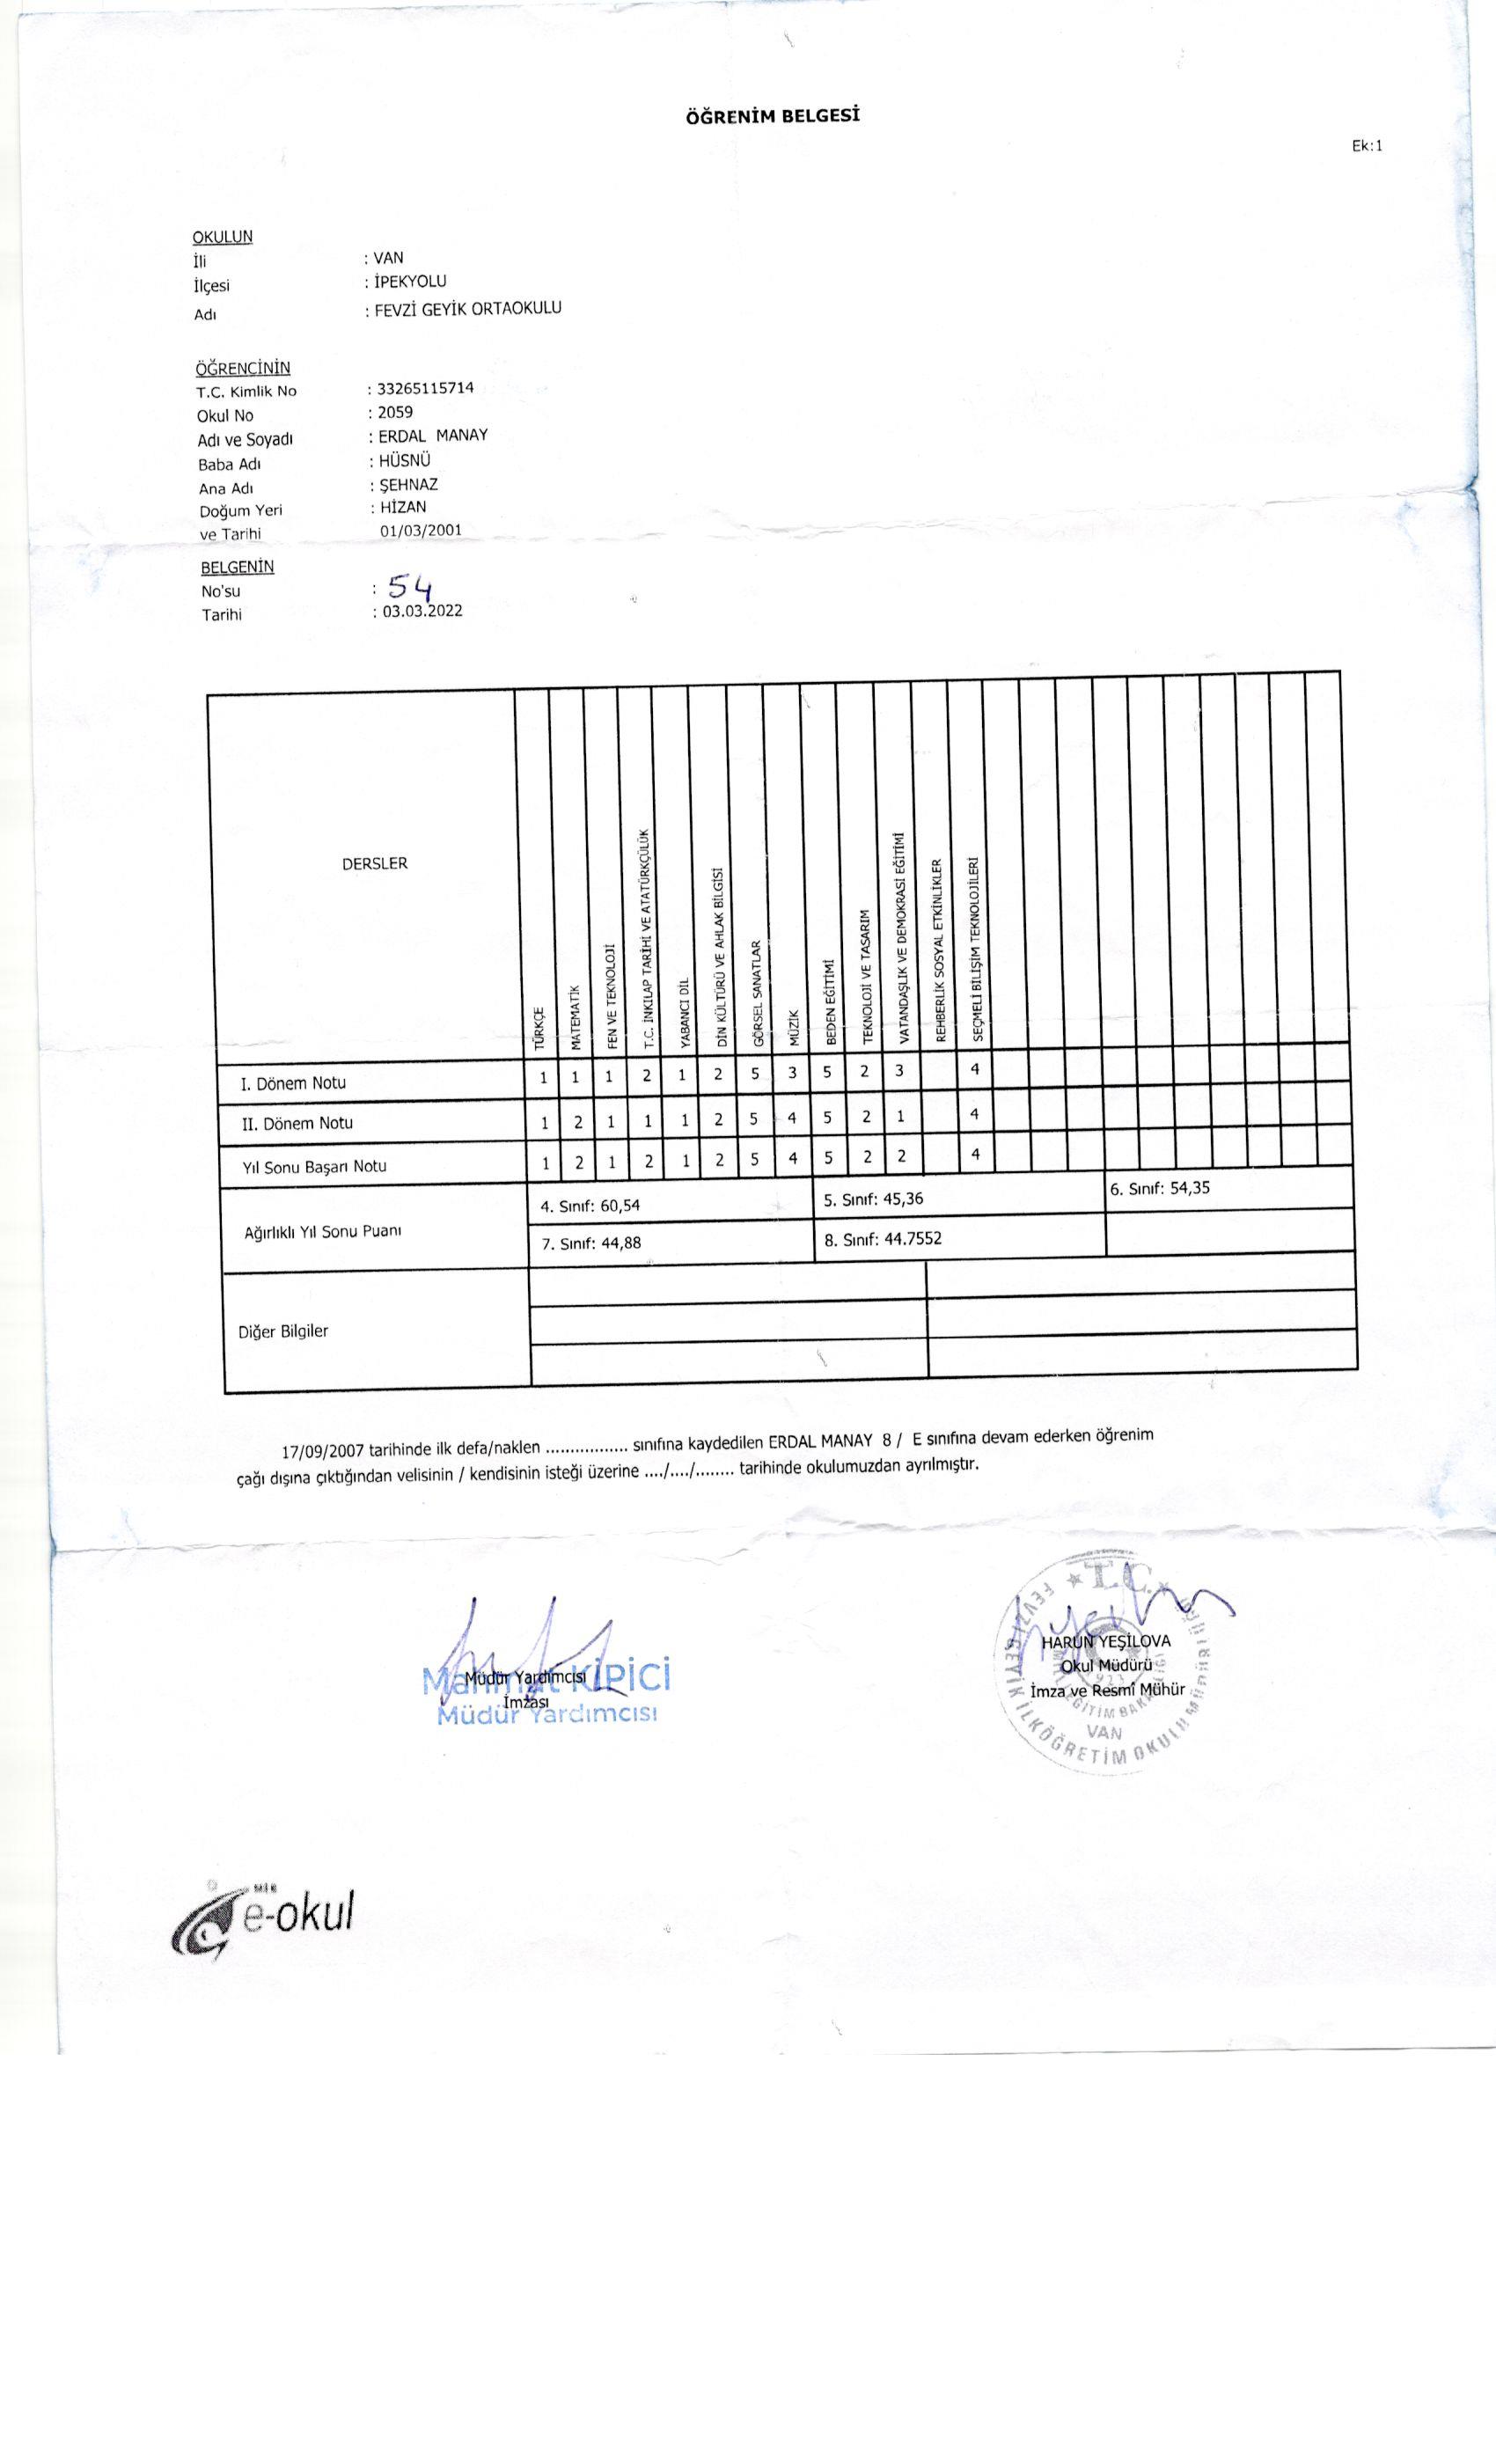 ÖĞRENİM BELGESİ
Ek:1
OKULUN
İli : VAN
İlçesi : İPEKYOLU
Adı : FEVZİ GEYİK ORTAOKULU
ÖĞRENCİNİN
T.C. Kimlik No : 33265115714
Okul No : 2059
Adı ve Soyadı : ERDAL MANAY
Baba Adı : HÜSNÜ
Ana Adı : ŞEHNAZ
Doğum Yeri : HİZAN
ve Tarihi 01/03/2001
BELGENİN
No'su : 54
Tarihi : 03.03.2022
DERSLER
TÜRKÇE
MATEMATİK
FEN VE TEKNOLOJİ
T.C. İNKILAP TARİHİ VE ATATÜRKÇÜLÜK
YABANCI DİL
DİN KÜLTÜRÜ VE AHLAK BİLGİSİ
GÖRSEL SANATLAR
MÜZİK
BEDEN EĞİTİMİ
TEKNOLOJİ VE TASARIM
VATANDAŞLIK VE DEMOKRASİ EĞİTİMİ
REHBERLİK SOSYAL ETKİNLİKLER
SEÇMELİ BİLİŞİM TEKNOLOJİLERİ
I. Dönem Notu 1 1 1 2 1 2 5 3 5 2 3 4
II. Dönem Notu 1 2 1 1 1 2 5 4 5 2 1 4
Yıl Sonu Başarı Notu 1 2 1 2 1 2 5 4 5 2 2 4
Ağırlıklı Yıl Sonu Puanı
4. Sınıf: 60,54 5. Sınıf: 45,36 6. Sınıf: 54,35
7. Sınıf: 44,88 8. Sınıf: 44.7552
Diğer Bilgiler
17/09/2007 tarihinde ilk defa/naklen ................. sınıfına kaydedilen ERDAL MANAY 8 / E sınıfına devam ederken öğrenim
çağı dışına çıktığından velisinin / kendisinin isteği üzerine ..../..../........ tarihinde okulumuzdan ayrılmıştır.
Müdür Yardımcısı
İmzası
Mahmut KİPİCİ
Müdür Yardımcısı
HARUN YEŞİLOVA
Okul Müdürü
İmza ve Resmî Mühür
T.C.
FEVZİ GEYİK İLKÖĞRETİM OKULU MÜDÜRLÜĞÜ
VAN
e-okul